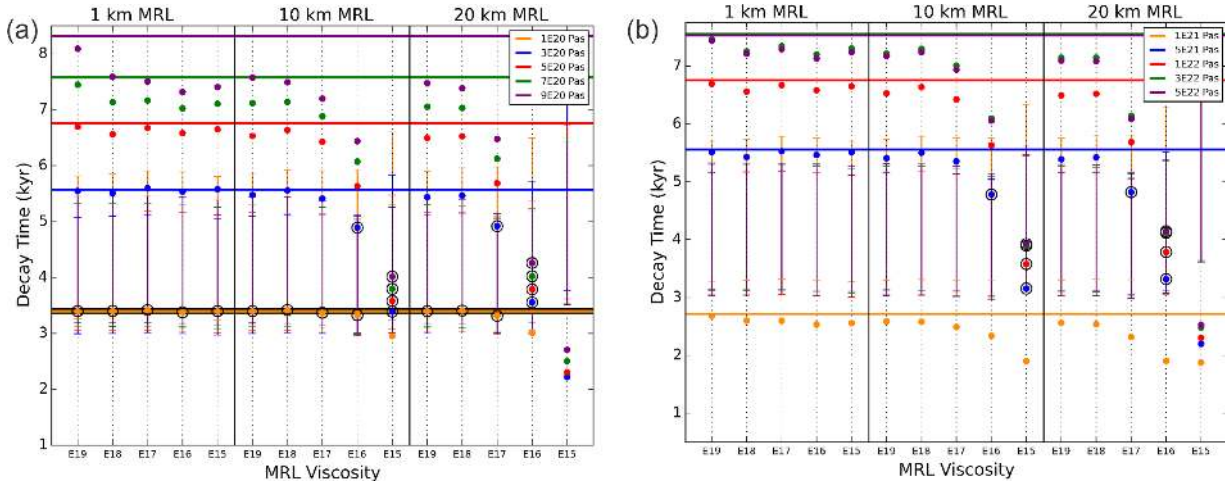 (a)
1 km MRL
10 km MRL
20 km MRL
1E20 Pas
3E20 Pas
5E20 Pas
7E20 Pas
9E20 Pas
8
7
6
5
4
3
2
1
Decay Time (kyr)
E19 E18 E17 E16 E15 E19 E18 E17 E16 E15 E19 E18 E17 E16 E15
MRL Viscosity
(b)
1 km MRL
10 km MRL
20 km MRL
1E21 Pas
5E21 Pas
1E22 Pas
3E22 Pas
5E22 Pas
7
6
5
4
3
2
1
Decay Time (kyr)
E19 E18 E17 E16 E15 E19 E18 E17 E16 E15 E19 E18 E17 E16 E15
MRL Viscosity